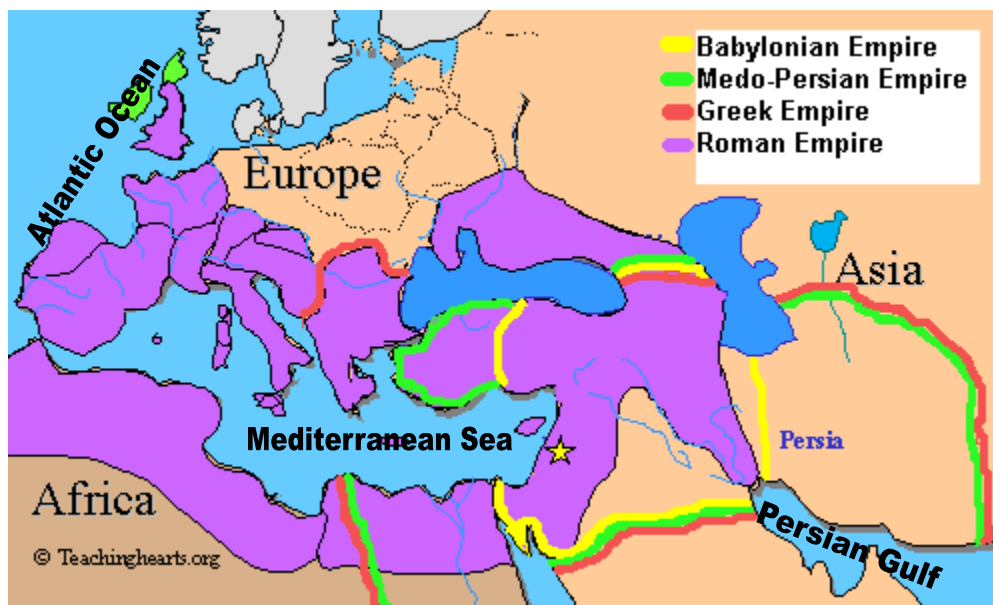 Babylonian Empire
Medo-Persian Empire
Greek Empire
Roman Empire
Atlantic Ocean
Europe
Asia
Mediterranean Sea
Persia
Africa
Persian Gulf
© Teachinghearts.org